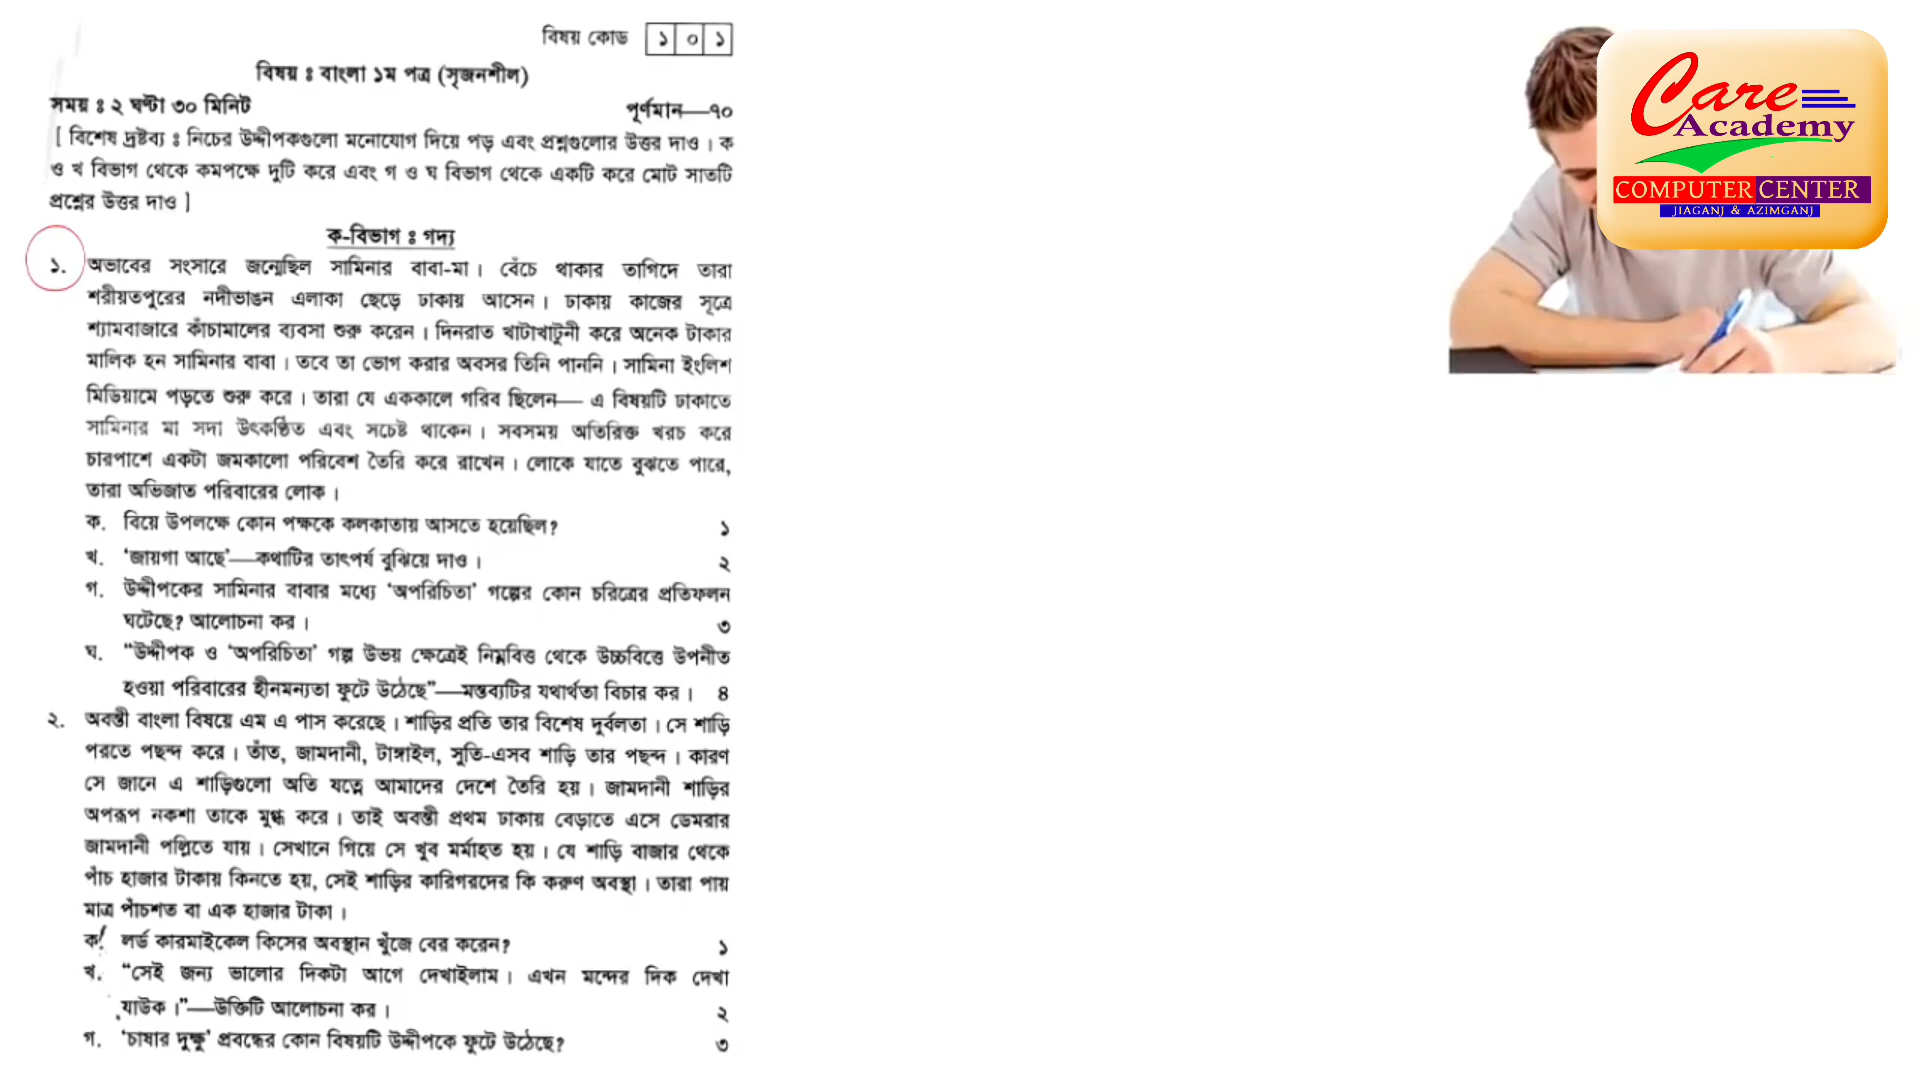 বিষয় কোড ১ ০ ১
বিষয় ঃ বাংলা ১ম পত্র (সৃজনশীল)
সময় ঃ ২ ঘণ্টা ৩০ মিনিট পূর্ণমান—৭০
[ বিশেষ দ্রষ্টব্য ঃ নিচের উদ্দীপকগুলো মনোযোগ দিয়ে পড় এবং প্রশ্নগুলোর উত্তর দাও । ক
ও খ বিভাগ থেকে কমপক্ষে দুটি করে এবং গ ও ঘ বিভাগ থেকে একটি করে মোট সাতটি
প্রশ্নের উত্তর দাও ]
ক-বিভাগ ঃ গদ্য
১. অভাবের সংসারে জন্মেছিল সামিনার বাবা-মা । বেঁচে থাকার তাগিদে তারা
শরীয়তপুরের নদীভাঙন এলাকা ছেড়ে ঢাকায় আসেন । ঢাকায় কাজের সূত্রে
শ্যামবাজারে কাঁচামালের ব্যবসা শুরু করেন । দিনরাত খাটাখাটুনী করে অনেক টাকার
মালিক হন সামিনার বাবা । তবে তা ভোগ করার অবসর তিনি পাননি । সামিনা ইংলিশ
মিডিয়ামে পড়তে শুরু করে । তারা যে এককালে গরিব ছিলেন— এ বিষয়টি ঢাকাতে
সামিনার মা সদা উৎকণ্ঠিত এবং সচেষ্ট থাকেন । সবসময় অতিরিক্ত খরচ করে
চারপাশে একটা জমকালো পরিবেশ তৈরি করে রাখেন । লোকে যাতে বুঝতে পারে,
তারা অভিজাত পরিবারের লোক ।
ক. বিয়ে উপলক্ষে কোন পক্ষকে কলকাতায় আসতে হয়েছিল? ১
খ. ‘জায়গা আছে’—কথাটির তাৎপর্য বুঝিয়ে দাও । ২
গ. উদ্দীপকের সামিনার বাবার মধ্যে ‘অপরিচিতা’ গল্পের কোন চরিত্রের প্রতিফলন
ঘটেছে? আলোচনা কর । ৩
ঘ. “উদ্দীপক ও ‘অপরিচিতা’ গল্প উভয় ক্ষেত্রেই নিম্নবিত্ত থেকে উচ্চবিত্তে উপনীত
হওয়া পরিবারের হীনমন্যতা ফুটে উঠেছে”—মন্তব্যটির যথার্থতা বিচার কর । ৪
২. অবন্তী বাংলা বিষয়ে এম এ পাস করেছে । শাড়ির প্রতি তার বিশেষ দুর্বলতা । সে শাড়ি
পরতে পছন্দ করে । তাঁত, জামদানী, টাঙ্গাইল, সুতি-এসব শাড়ি তার পছন্দ । কারণ
সে জানে এ শাড়িগুলো অতি যত্নে আমাদের দেশে তৈরি হয় । জামদানী শাড়ির
অপরূপ নকশা তাকে মুগ্ধ করে । তাই অবন্তী প্রথম ঢাকায় বেড়াতে এসে ডেমরার
জামদানী পল্লিতে যায় । সেখানে গিয়ে সে খুব মর্মাহত হয় । যে শাড়ি বাজার থেকে
পাঁচ হাজার টাকায় কিনতে হয়, সেই শাড়ির কারিগরদের কি করুণ অবস্থা । তারা পায়
মাত্র পাঁচশত বা এক হাজার টাকা ।
ক. লর্ড কারমাইকেল কিসের অবস্থান খুঁজে বের করেন? ১
খ. “সেই জন্য ভালোর দিকটা আগে দেখাইলাম । এখন মন্দের দিক দেখা
যাউক ।”—উক্তিটি আলোচনা কর । ২
গ. ‘চাষার দুক্ষু’ প্রবন্ধের কোন বিষয়টি উদ্দীপকে ফুটে উঠেছে? ৩
Care
Academy
COMPUTER CENTER
JIAGANJ & AZIMGANJ